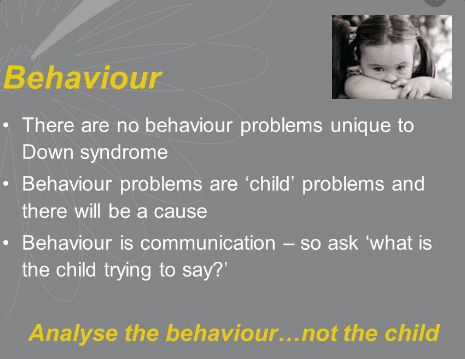 Behaviour
• There are no behaviour problems unique to
Down syndrome
• Behaviour problems are ‘child’ problems and
there will be a cause
• Behaviour is communication – so ask ‘what is
the child trying to say?’
Analyse the behaviour…not the child